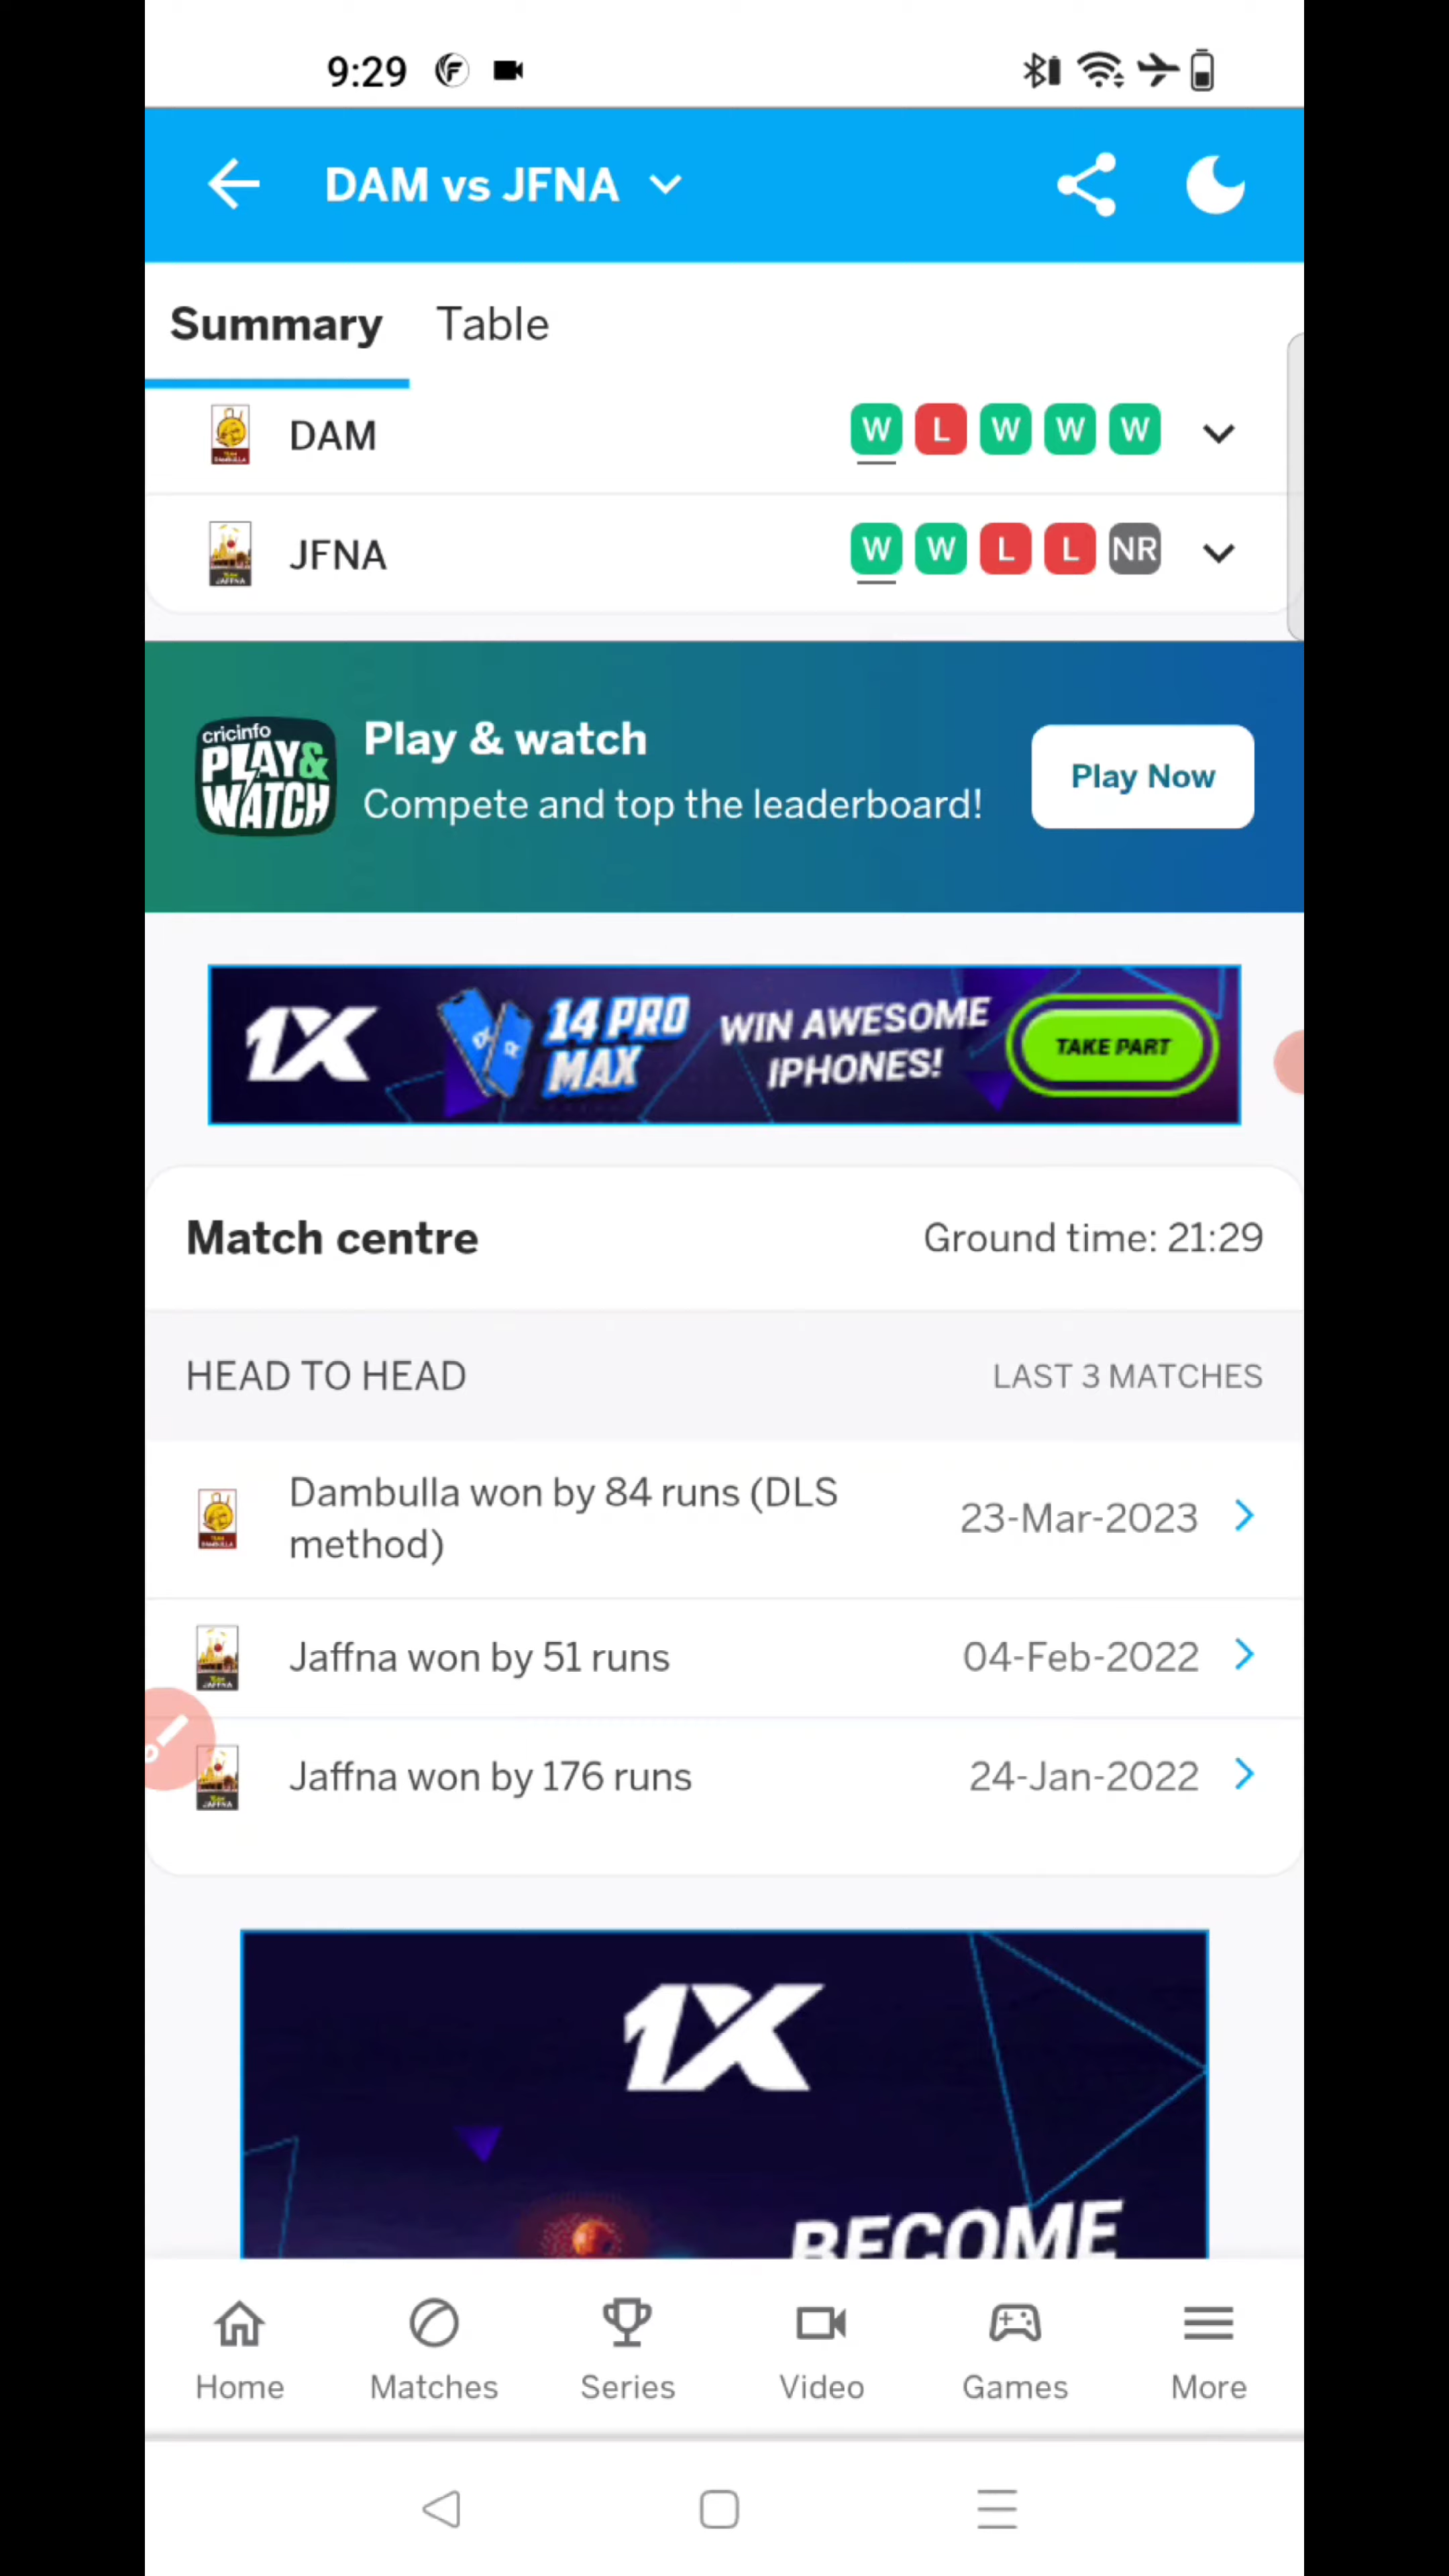 9:29
DAM vs JFNA
Summary Table
DAM W L W W W
JFNA W W L L NR
cricinfo
PLAY&
WATCH
Play & watch
Compete and top the leaderboard!
Play Now
1X
14 PRO
MAX
WIN AWESOME
IPHONES!
TAKE PART
Match centre Ground time: 21:29
HEAD TO HEAD LAST 3 MATCHES
Dambulla won by 84 runs (DLS
method) 23-Mar-2023
Jaffna won by 51 runs 04-Feb-2022
Jaffna won by 176 runs 24-Jan-2022
1X
BECOME
Home Matches Series Video Games More